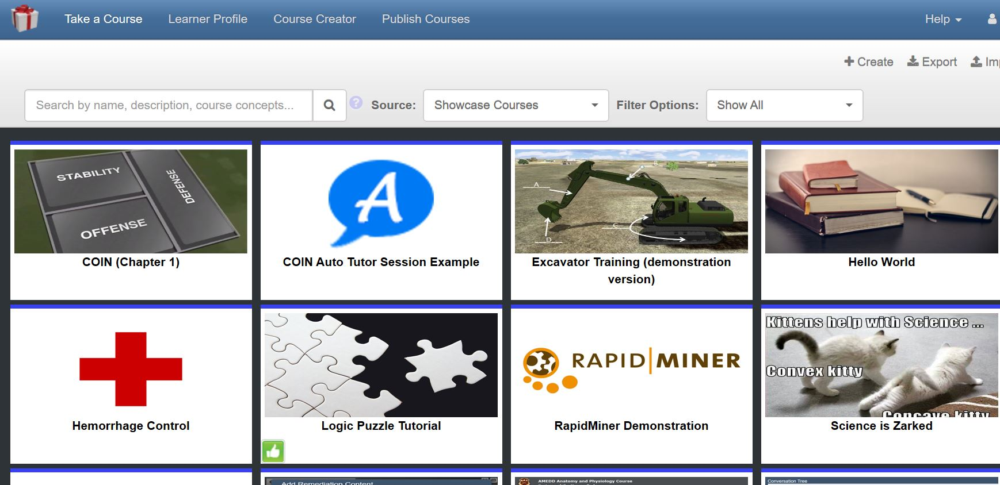 Take a Course Learner Profile Course Creator Publish Courses Help
+ Create Export
Search by name, description, course concepts... ? Source: Showcase Courses Filter Options: Show All
STABILITY
DEFENSE
OFFENSE
COIN (Chapter 1)
A
COIN Auto Tutor Session Example
A
B
C
D
Excavator Training (demonstration
version)
Hello World
Hemorrhage Control
Logic Puzzle Tutorial
RAPID|MINER
RapidMiner Demonstration
Kittens help with Science ...
Convex kitty
Concave kitty
Science is Zarked
Add Remediation Content
AMEDD Anatomy and Physiology Course
Conversation Tree